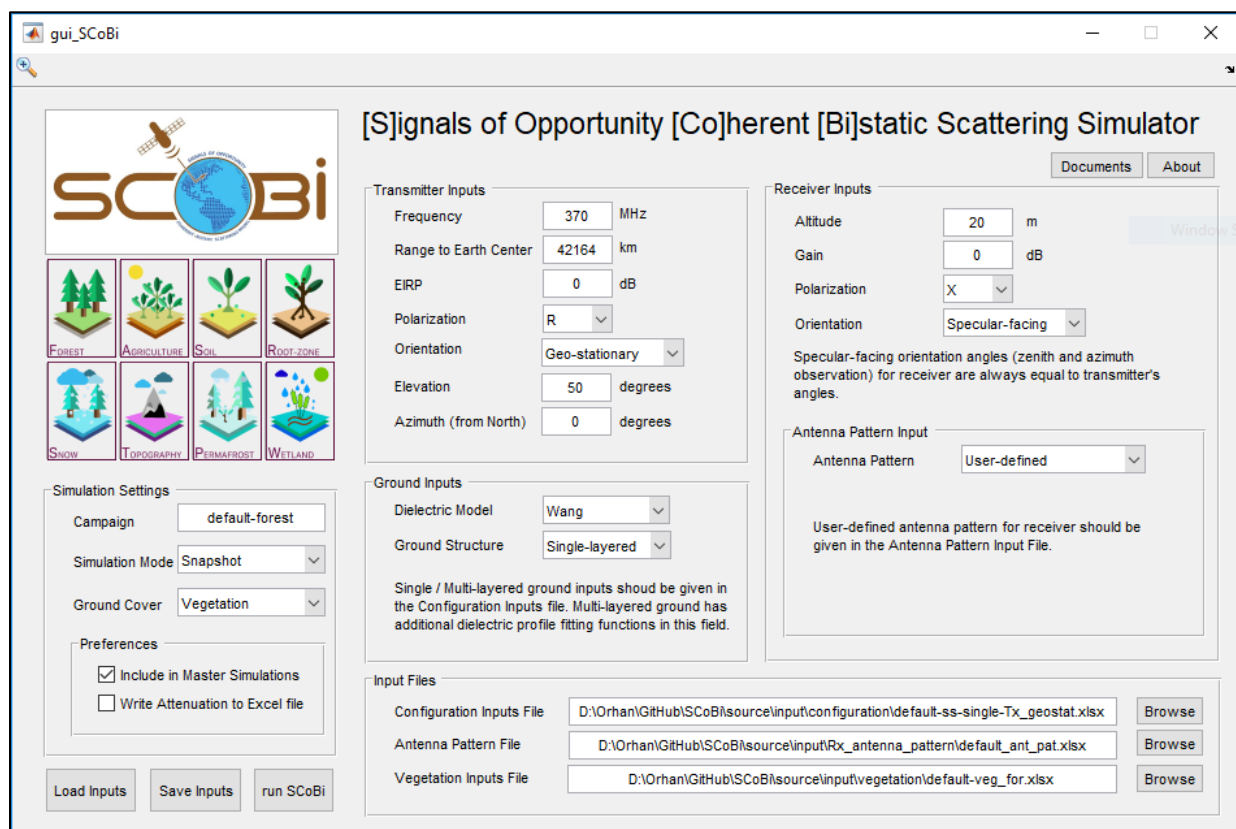 gui_SCoBi
[S]ignals of Opportunity [Co]herent [Bi]static Scattering Simulator
Documents
About
SIGNALS OF OPPORTUNITY
SCOBI
FOREST
AGRICULTURE
SOIL
ROOT-ZONE
SNOW
TOPOGRAPHY
PERMAFROST
WETLAND
Simulation Settings
Campaign default-forest
Simulation Mode Snapshot
Ground Cover Vegetation
Preferences
Include in Master Simulations
Write Attenuation to Excel file
Load Inputs
Save Inputs
run SCoBi
Transmitter Inputs
Frequency 370 MHz
Range to Earth Center 42164 km
EIRP 0 dB
Polarization R
Orientation Geo-stationary
Elevation 50 degrees
Azimuth (from North) 0 degrees
Ground Inputs
Dielectric Model Wang
Ground Structure Single-layered
Single / Multi-layered ground inputs shoud be given in
the Configuration Inputs file. Multi-layered ground has
additional dielectric profile fitting functions in this field.
Receiver Inputs
Altitude 20 m
Gain 0 dB
Polarization X
Orientation Specular-facing
Specular-facing orientation angles (zenith and azimuth
observation) for receiver are always equal to transmitter's
angles.
Window S
Antenna Pattern Input
Antenna Pattern User-defined
User-defined antenna pattern for receiver should be
given in the Antenna Pattern Input File.
Input Files
Configuration Inputs File D:\Orhan\GitHub\SCoBi\source\input\configuration\default-ss-single-Tx_geostat.xlsx Browse
Antenna Pattern File D:\Orhan\GitHub\SCoBi\source\input\Rx_antenna_pattern\default_ant_pat.xlsx Browse
Vegetation Inputs File D:\Orhan\GitHub\SCoBi\source\input\vegetation\default-veg_for.xlsx Browse